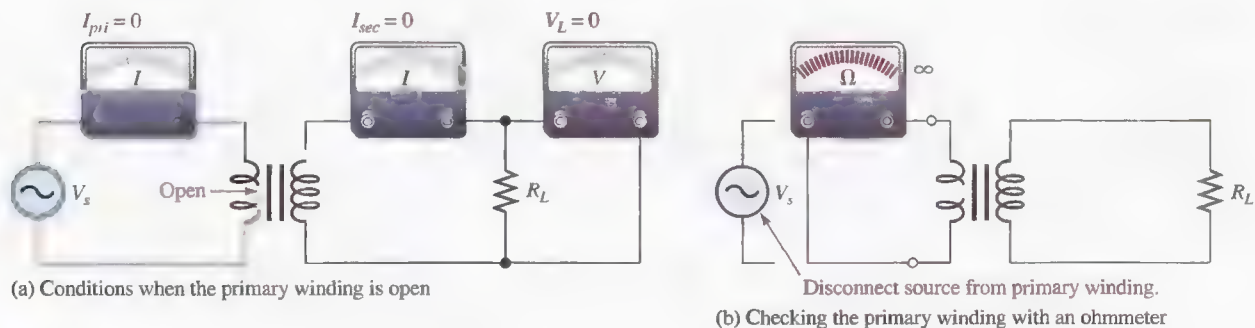 I_pri = 0
I_sec = 0
V_L = 0
I
I
V
Ω
∞
V_s
Open
R_L
V_s
R_L
(a) Conditions when the primary winding is open
Disconnect source from primary winding.
(b) Checking the primary winding with an ohmmeter